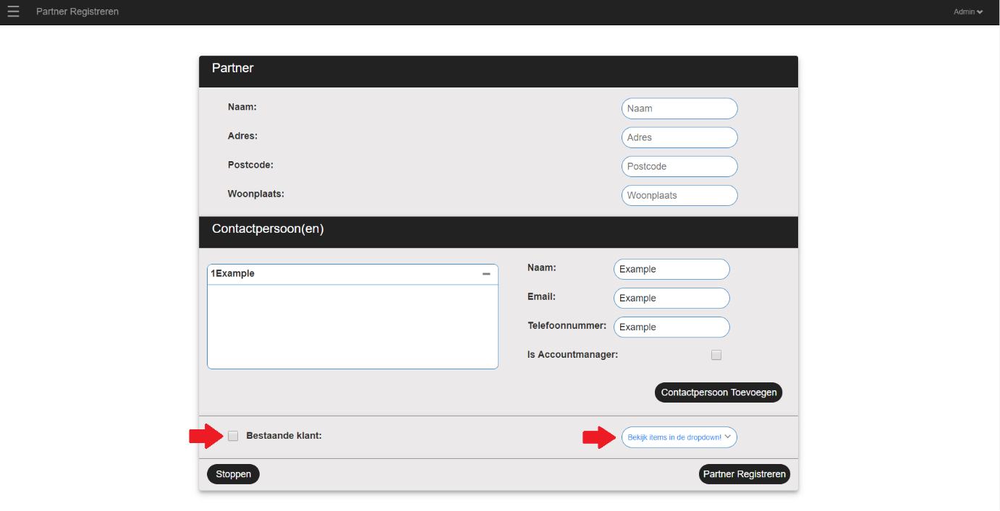 Partner Registreren
Admin
Partner
Naam: Naam
Adres: Adres
Postcode: Postcode
Woonplaats: Woonplaats
Contactpersoon(en)
1Example
Naam: Example
Email: Example
Telefoonnummer: Example
Is Accountmanager:
Contactpersoon Toevoegen
Bestaande klant: Bekijk items in de dropdown!
Stoppen
Partner Registreren